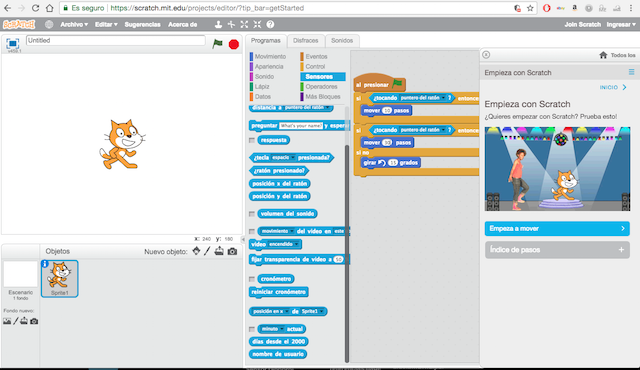 Es seguro https://scratch.mit.edu/projects/editor/?tip_bar=getStarted
SCRATCH Archivo Editar Sugerencias Acerca de Join Scratch Ingresar
Untitled
v456.1
Programas Disfraces Sonidos
Movimiento Eventos
Apariencia Control
Sonido Sensores
Lápiz Operadores
Datos Más Bloques
distancia a puntero del ratón
preguntar What's your name? y esper
respuesta
¿tecla espacio presionada?
¿ratón presionado?
posición x del ratón
posición y del ratón
volumen del sonido
movimiento del video en este
video encendido
fijar transparencia de video a 50
cronómetro
reiniciar cronómetro
posición en x de Sprite1
minuto actual
días desde el 2000
nombre de usuario
al presionar
si ¿tocando puntero del ratón ? entonces
mover 10 pasos
si ¿tocando puntero del ratón ? entonces
mover 10 pasos
si no
girar 15 grados
X: 240 y: 180
Objetos Nuevo objeto:
Escenario
1 fondo
Fondo nuevo:
Sprite1
Todos los
Empieza con Scratch
INICIO
Empieza con Scratch
¿Quieres empezar con Scratch? Prueba esto!
Empieza a mover
Índice de pasos